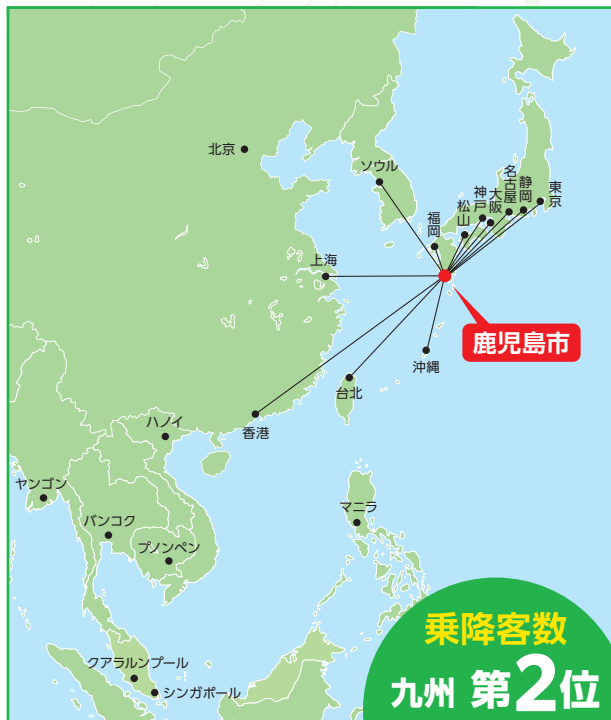 北京
ソウル
名古屋
静岡
東京
神戸
大阪
松山
福岡
上海
鹿児島市
沖縄
台北
香港
ハノイ
ヤンゴン
マニラ
バンコク
プノンペン
クアラルンプール
シンガポール
乗降客数
九州 第2位